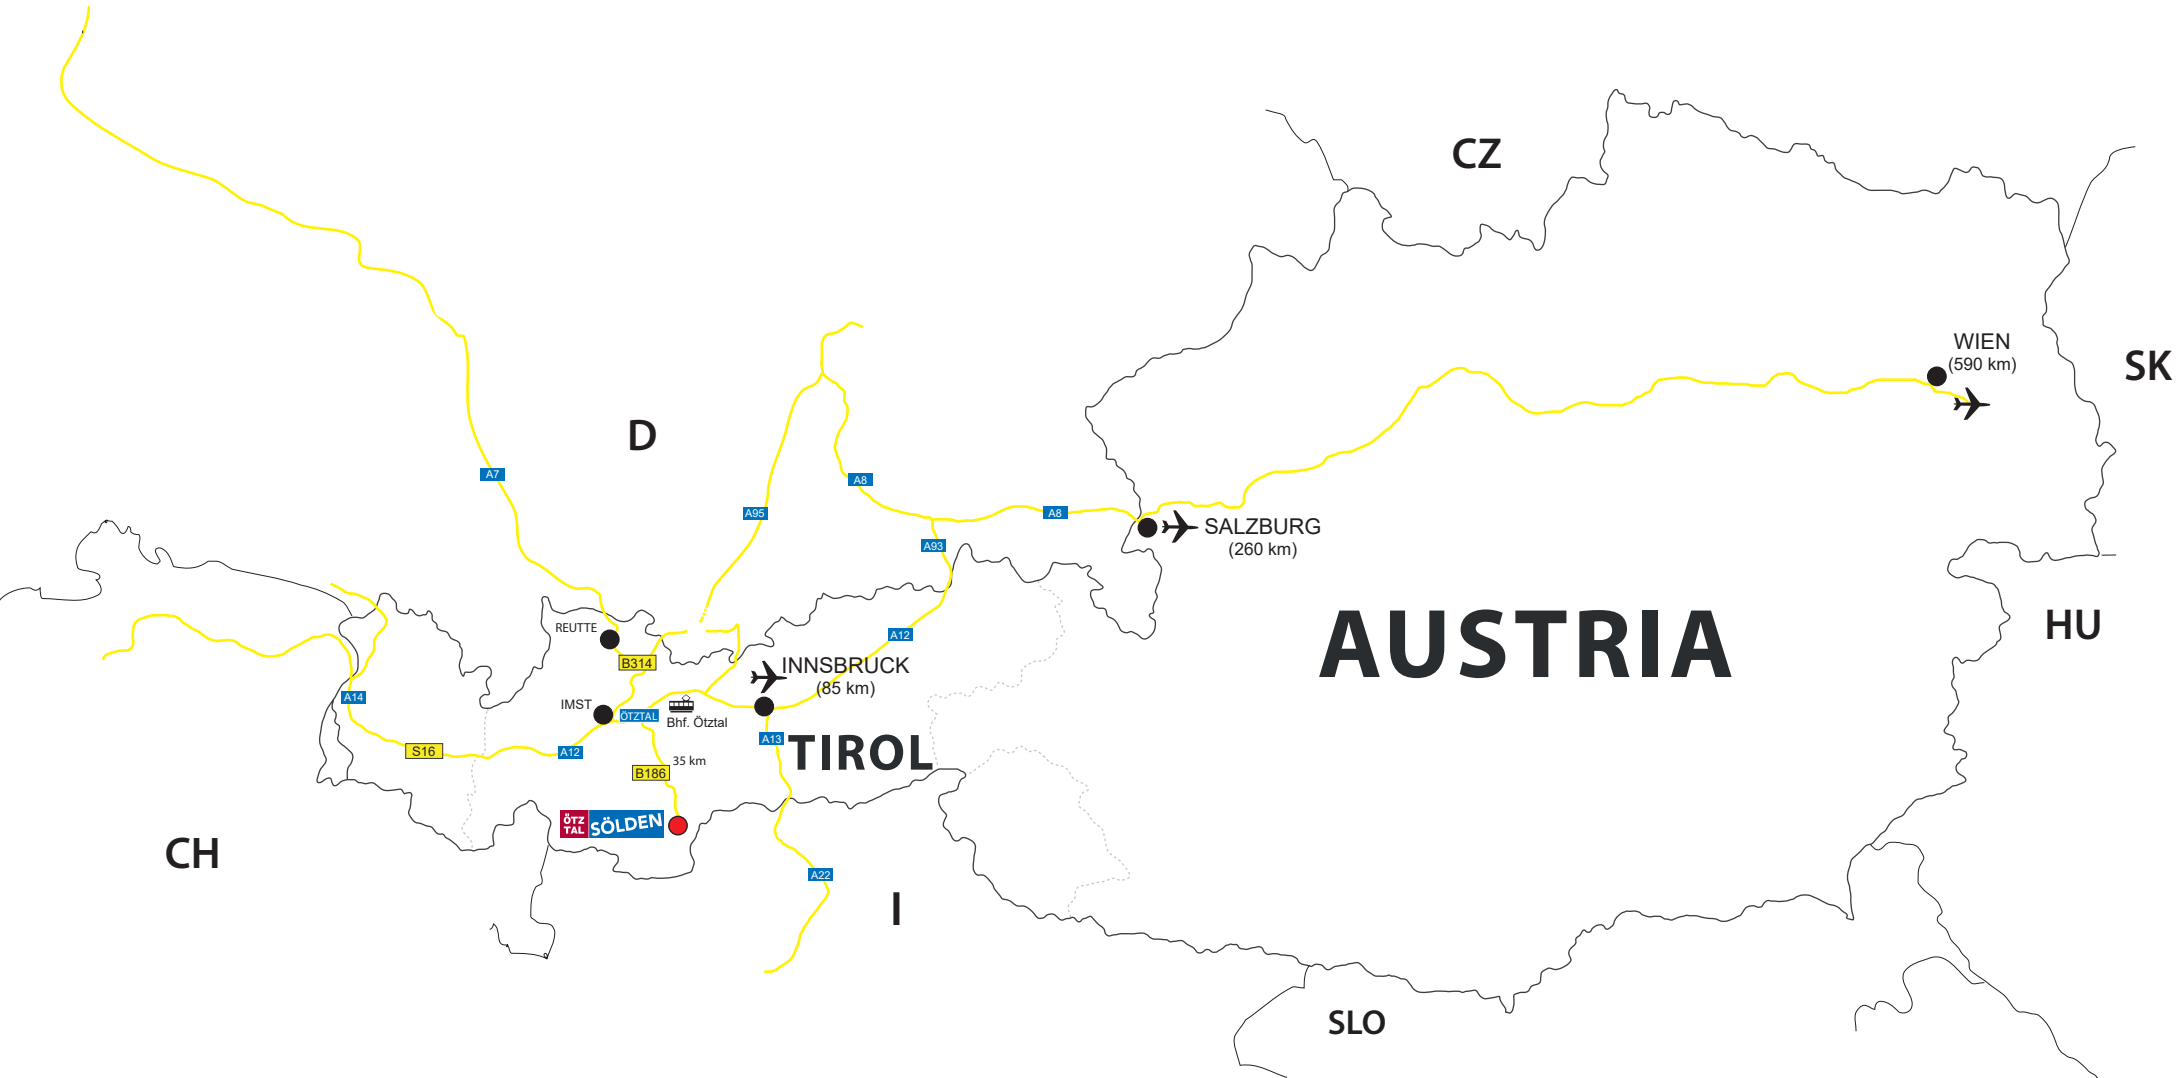 CZ
WIEN
(590 km)
SK
D
A7
A8
A95
A8
SALZBURG
(260 km)
A93
REUTTE
A12
AUSTRIA
HU
B314
INNSBRUCK
(85 km)
A14
IMST
ÖTZTAL
Bhf. Ötztal
S16
A12
A13
TIROL
35 km
B186
ÖTZ
TAL
SÖLDEN
CH
A22
I
SLO